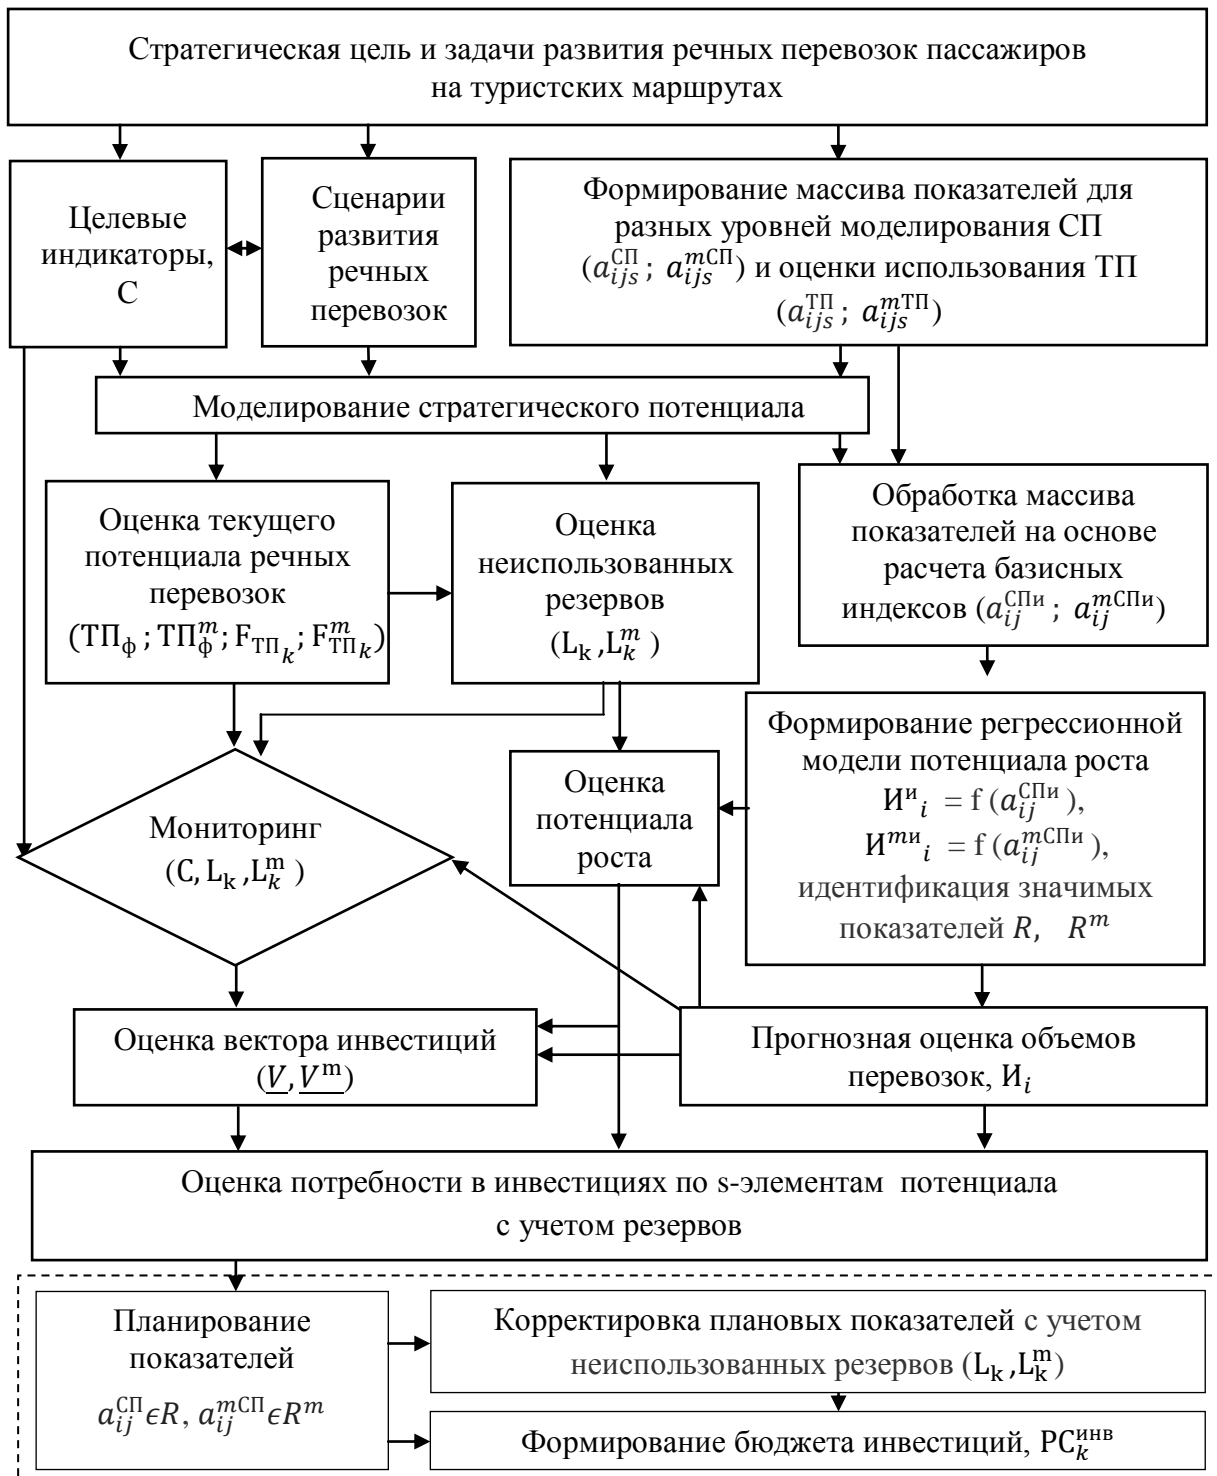 Стратегическая цель и задачи развития речных перевозок пассажиров
на туристских маршрутах
Целевые
индикаторы,
С
Сценарии
развития
речных
перевозок
Формирование массива показателей для
разных уровней моделирования СП
($a_{ijs}^{СП}$; $a_{ijs}^{mСП}$) и оценки использования ТП
($a_{ijs}^{ТП}$; $a_{ijs}^{mТП}$)
Моделирование стратегического потенциала
Оценка текущего
потенциала речных
перевозок
($ТП_ф$; $ТП_ф^m$; $F_{ТП_k}$; $F_{ТП_k}^m$)
Оценка
неиспользованных
резервов
($L_k$, $L_k^m$)
Обработка массива
показателей на основе
расчета базисных
индексов ($a_{ij}^{СПи}$; $a_{ij}^{mСПи}$)
Формирование регрессионной
модели потенциала роста
$И^и{}_i$ = f ($a_{ij}^{СПи}$),
$И^{mи}{}_i$ = f ($a_{ij}^{mСПи}$),
идентификация значимых
показателей $R$, $R^m$
Оценка
потенциала
роста
Мониторинг
(С, $L_k$, $L_k^m$)
Оценка вектора инвестиций
($\underline{V}$, $\underline{V^m}$)
Прогнозная оценка объемов
перевозок, $И_i$
Оценка потребности в инвестициях по s-элементам потенциала
с учетом резервов
Планирование
показателей
$a_{ij}^{СП} \epsilon R$, $a_{ij}^{mСП} \epsilon R^m$
Корректировка плановых показателей с учетом
неиспользованных резервов ($L_k$, $L_k^m$)
Формирование бюджета инвестиций, $РС_k^{инв}$